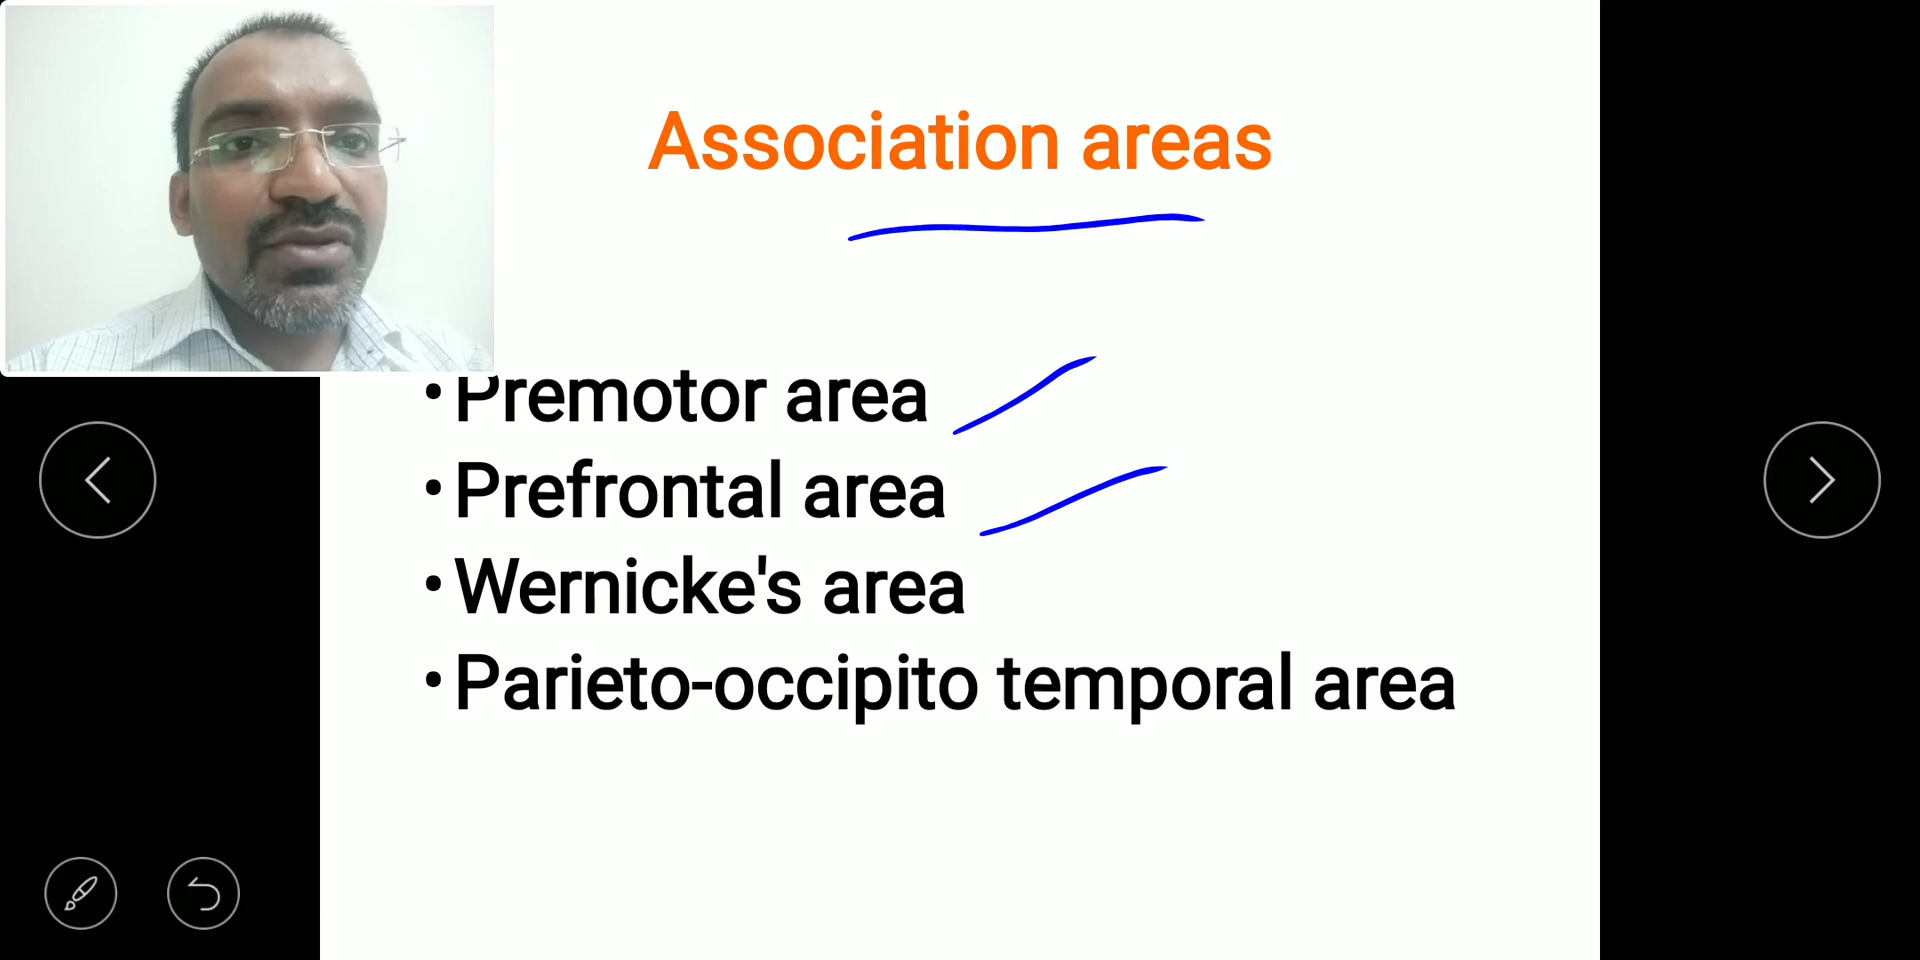 Association areas
• Premotor area
• Prefrontal area
• Wernicke's area
• Parieto-occipito temporal area